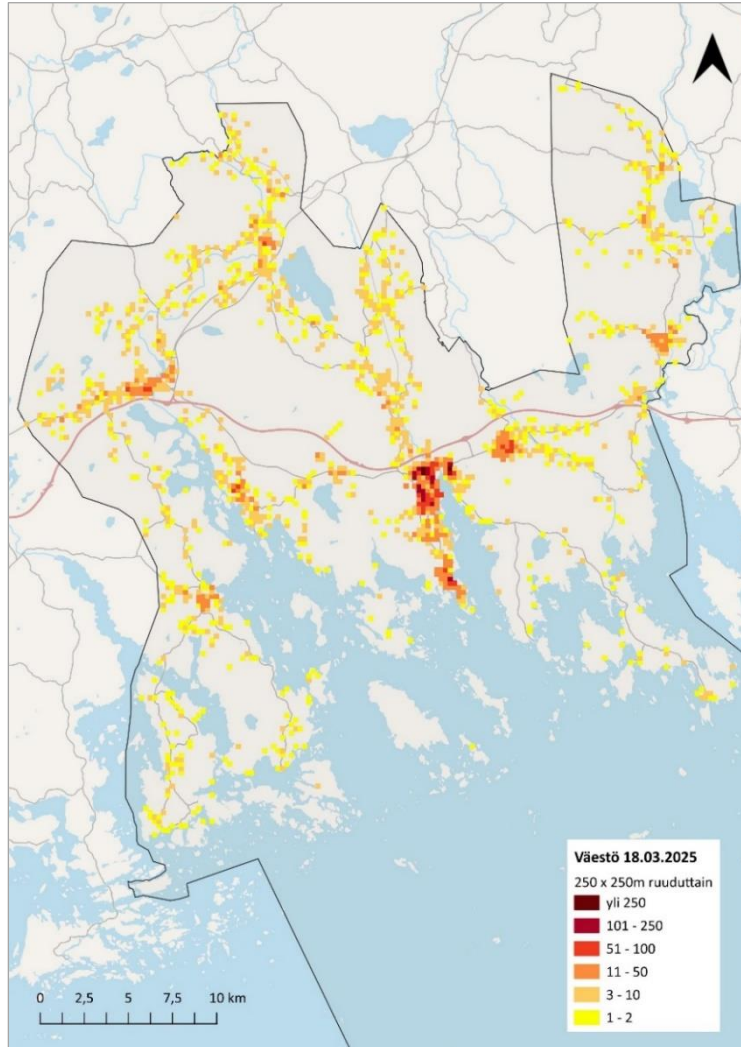 Väestö 18.03.2025
250 x 250m ruuduttain
yli 250
101 - 250
51 - 100
11 - 50
3 - 10
1 - 2
0 2,5 5 7,5 10 km